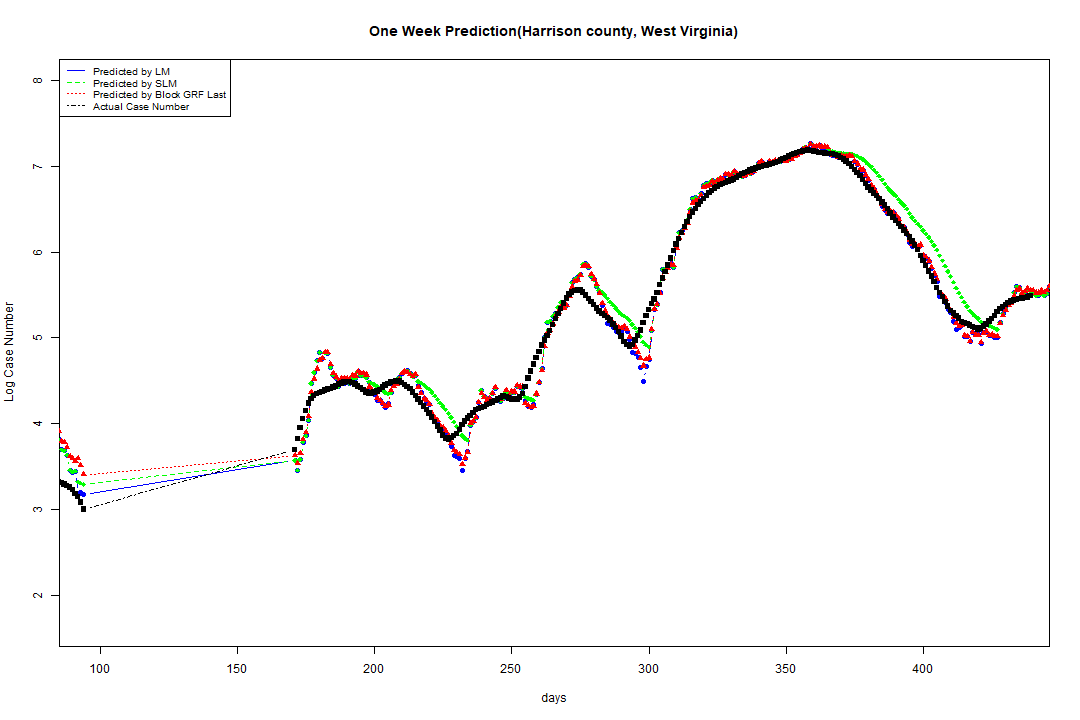 One Week Prediction(Harrison county, West Virginia)
Predicted by LM
Predicted by SLM
Predicted by Block GRF Last
Actual Case Number
8
7
6
5
4
3
2
Log Case Number
100 150 200 250 300 350 400
days